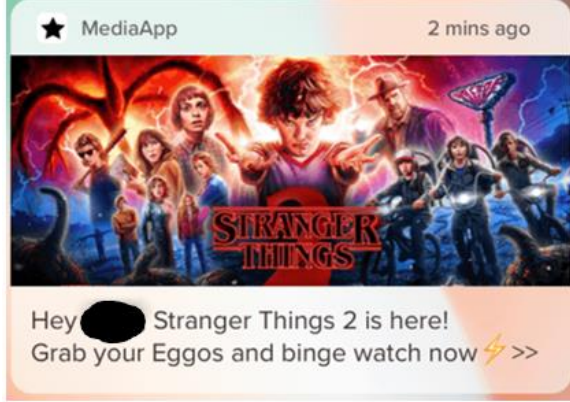 MediaApp 2 mins ago
STRANGER
THINGS
2
Hey Stranger Things 2 is here!
Grab your Eggos and binge watch now⚡ >>